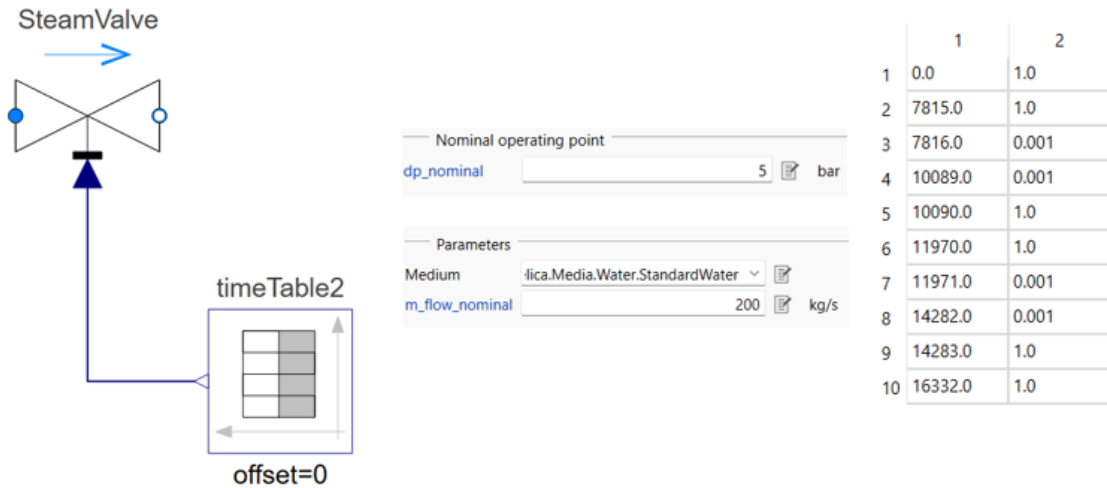 SteamValve
timeTable2
offset=0
Nominal operating point
dp_nominal 5 bar
Parameters
Medium lica.Media.Water.StandardWater
m_flow_nominal 200 kg/s
1 2
1 0.0 1.0
2 7815.0 1.0
3 7816.0 0.001
4 10089.0 0.001
5 10090.0 1.0
6 11970.0 1.0
7 11971.0 0.001
8 14282.0 0.001
9 14283.0 1.0
10 16332.0 1.0